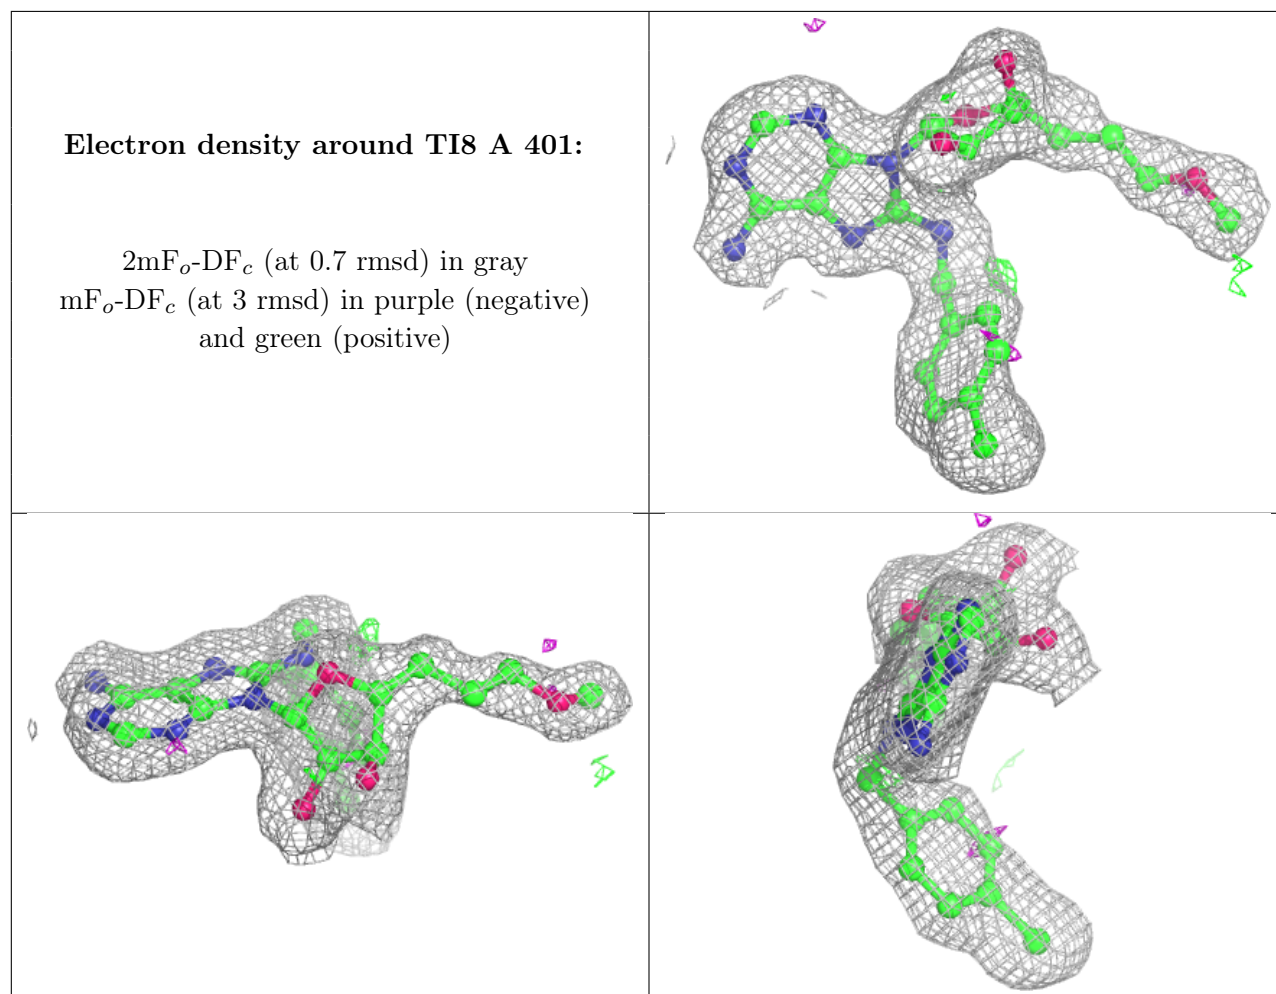 Electron density around TI8 A 401:
2mFo-DFc (at 0.7 rmsd) in gray
mFo-DFc (at 3 rmsd) in purple (negative)
and green (positive)